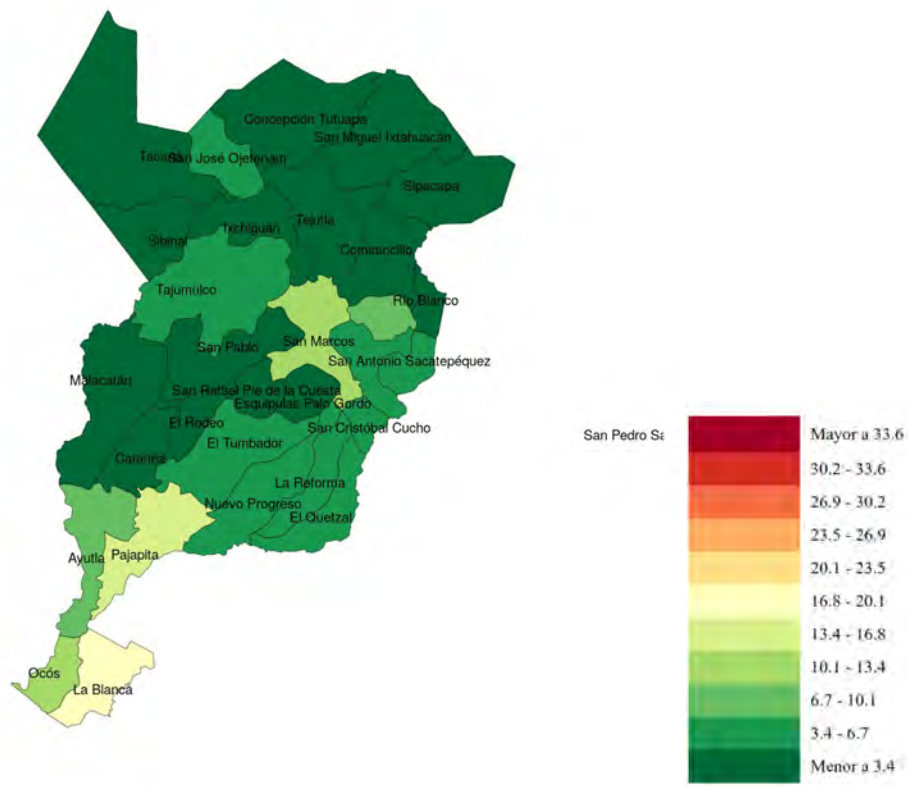 Concepción Tutuapa
San Miguel Ixtahuacán
Tacaná
San José Ojetenam
Sipacapa
Tejutla
Ixchiguán
Sibinal
Comitancillo
Tajumulco
Río Blanco
San Marcos
San Pablo
San Antonio Sacatepéquez
Malacatán
San Rafael Pie de la Cuesta
Esquipulas Palo Gordo
El Rodeo
San Cristóbal Cucho
El Tumbador
Catarina
La Reforma
Nuevo Progreso
El Quetzal
Ayutla
Pajapita
Ocós
La Blanca
San Pedro Sa
Mayor a 33.6
30.2 - 33.6
26.9 - 30.2
23.5 - 26.9
20.1 - 23.5
16.8 - 20.1
13.4 - 16.8
10.1 - 13.4
6.7 - 10.1
3.4 - 6.7
Menor a 3.4